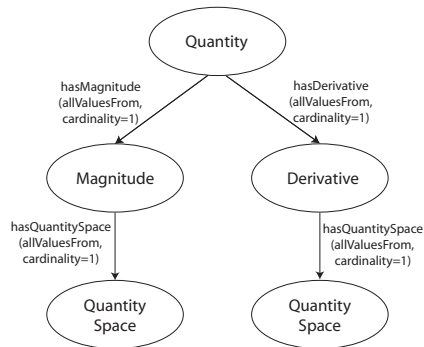 Quantity
hasMagnitude
(allValuesFrom,
cardinality=1)
hasDerivative
(allValuesFrom,
cardinality=1)
Magnitude
Derivative
hasQuantitySpace
(allValuesFrom,
cardinality=1)
hasQuantitySpace
(allValuesFrom,
cardinality=1)
Quantity
Space
Quantity
Space